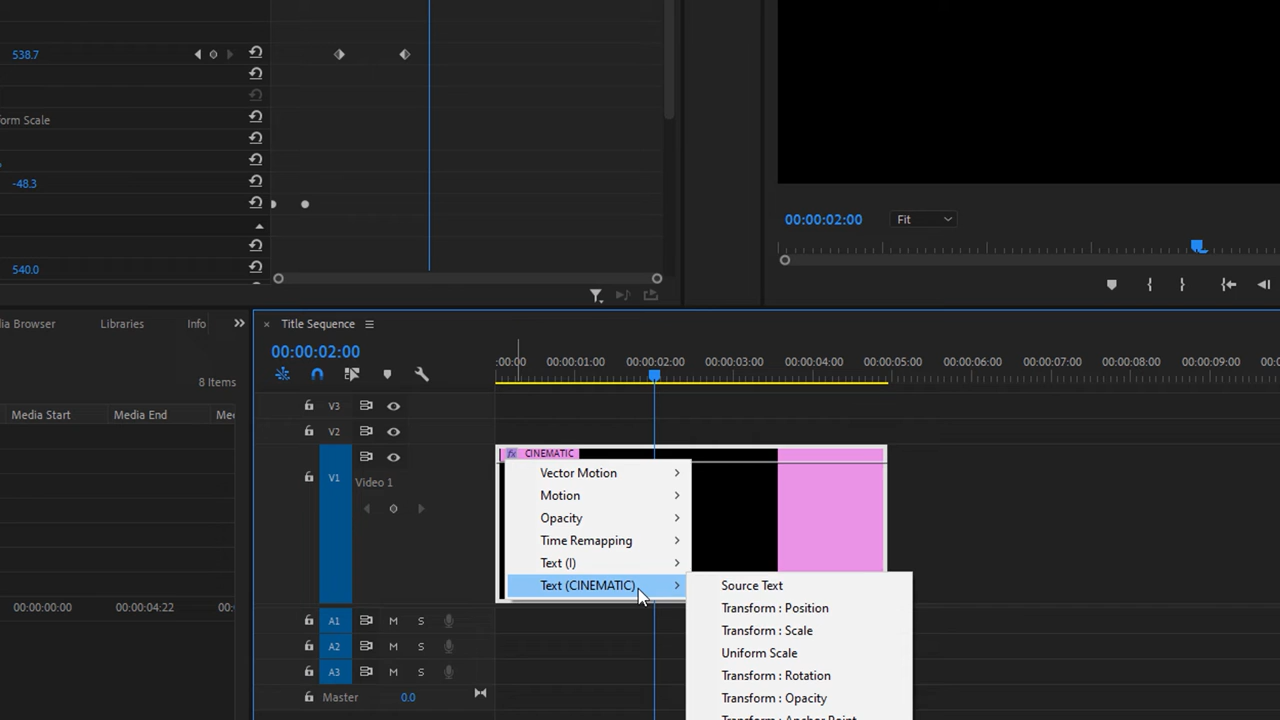 538.7
form Scale
-48.3
540.0
00:00:02:00
Fit
dia Browser
Libraries
Info
Title Sequence
00:00:02:00
:00:00
00:00:01:00
00:00:02:00
00:00:03:00
00:00:04:00
00:00:05:00
00:00:06:00
00:00:07:00
00:00:08:00
00:00:09:00
8 Items
Media Start
Media End
Me
V3
V2
fx CINEMATIC
V1
Video 1
Vector Motion
Motion
Opacity
Time Remapping
Text (I)
Text (CINEMATIC)
Source Text
Transform : Position
Transform : Scale
Uniform Scale
Transform : Rotation
Transform : Opacity
Transform : Anchor Point
00:00:00:00
00:00:04:22
00:0
A1
M
S
A2
M
S
A3
M
S
Master
0.0